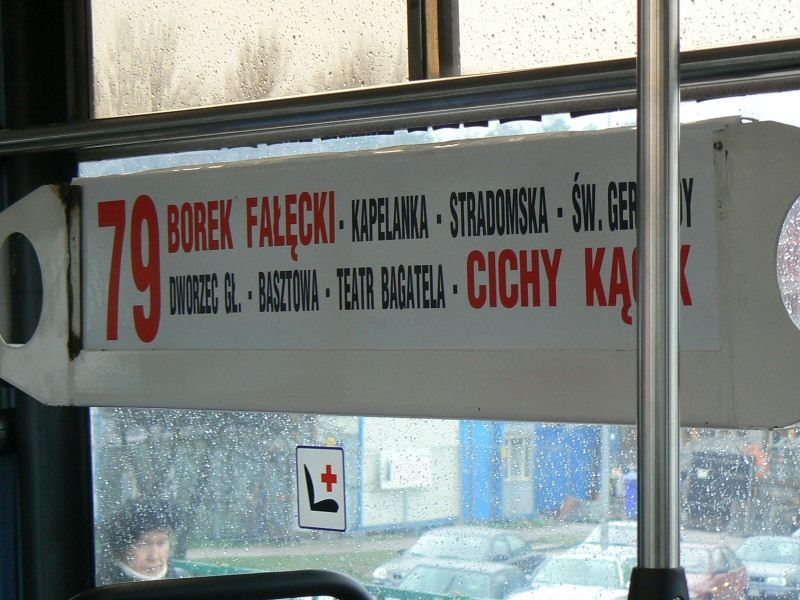 79 BOREK FAŁĘCKI - KAPELANKA - STRADOMSKA - ŚW.
DWORZEC GŁ. - BASZTOWA - TEATR BAGATELA - CICHY